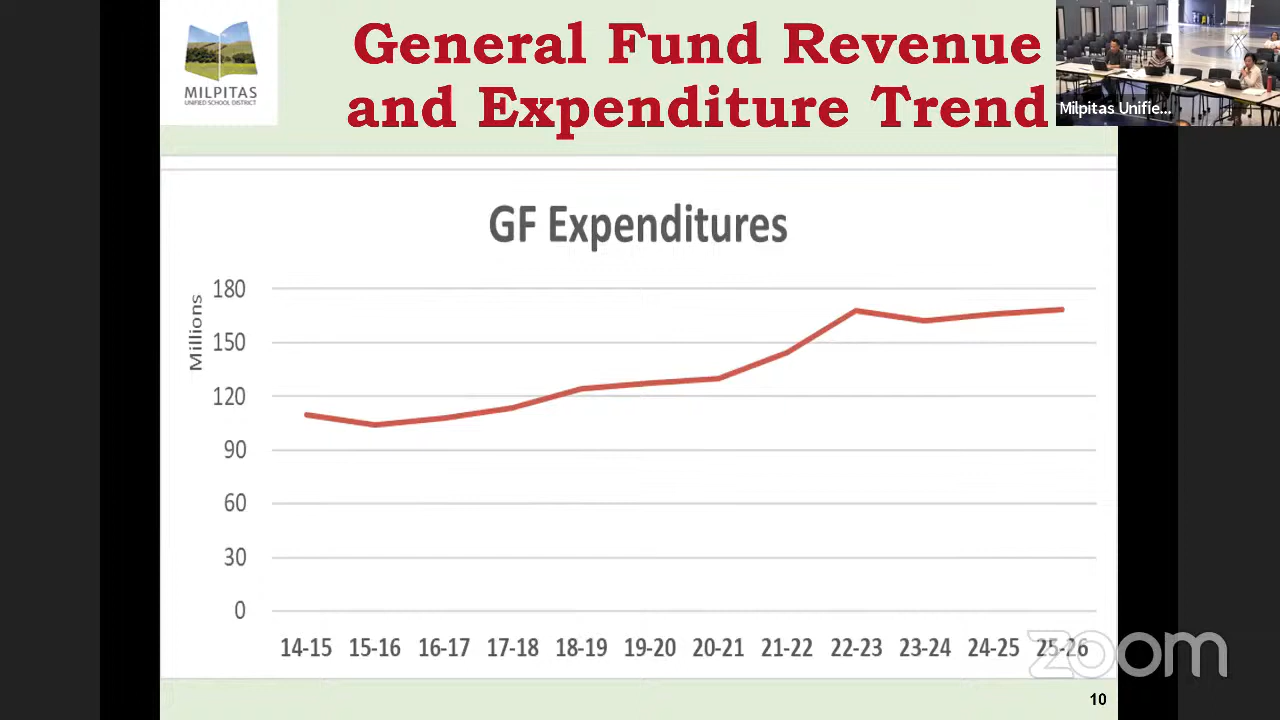 General Fund Revenue
and Expenditure Trend
MILPITAS
UNIFIED SCHOOL DISTRICT
Milpitas Unifie...
GF Expenditures
Millions
180
150
120
90
60
30
0
14-15 15-16 16-17 17-18 18-19 19-20 20-21 21-22 22-23 23-24 24-25 25-26
zoom
10